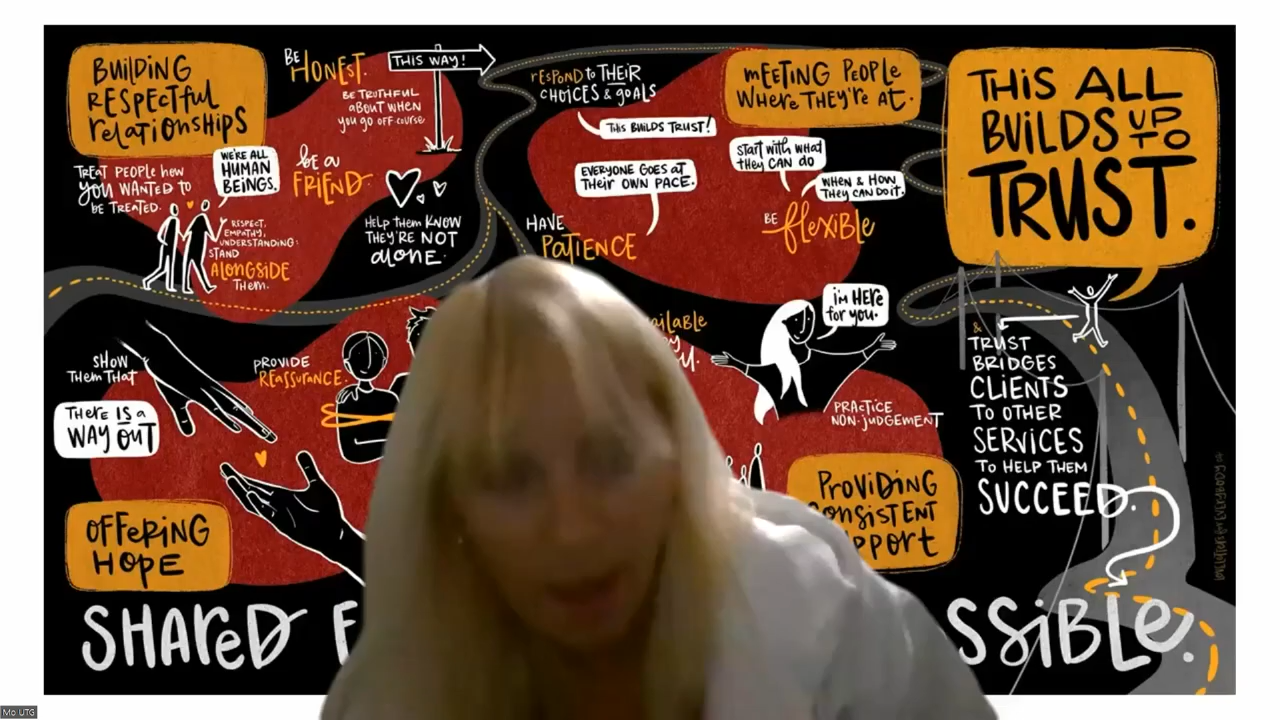 BUILDING
RESPECTFUL
RELATIONSHIPS
BE
HONEST.
BE TRUTHFUL
ABOUT WHEN
YOU GO OFF COURSE
THIS WAY!
TREAT PEOPLE HOW
YOU WANTED TO
BE TREATED.
WE'RE ALL
HUMAN
BEINGS.
RESPECT,
EMPATHY,
UNDERSTANDING:
STAND
ALONGSIDE
THEM.
be a
FRIEND.
HELP THEM KNOW
THEY'RE NOT
alone.
RESPOND to THEIR
CHOICES & GOALS
THIS BUILDS TRUST!
MEETING PEOPLE
WHERE THEY'RE AT.
EVERYONE GOES AT
THEIR OWN PACE.
START WITH WHAT
THEY CAN DO
WHEN & HOW
THEY CAN DO IT.
HAVE
PATIENCE
BE
flexible
THIS ALL
BUILDS UP
TO
TRUST.
SHOW
THEM THAT
THERE IS a
WAY OUT
PROVIDE
REASSURANCE.
OFFERING
HOPE
I'M HERE
for you.
PRACTICE
NON-JUDGEMENT
PROVIDING
& TRUST
BRIDGES
CLIENTS
TO OTHER
SERVICES
TO HELP THEM
SUCCEED
LOVELETTERSFOREVERYBODY
SHARED
Mo UTG